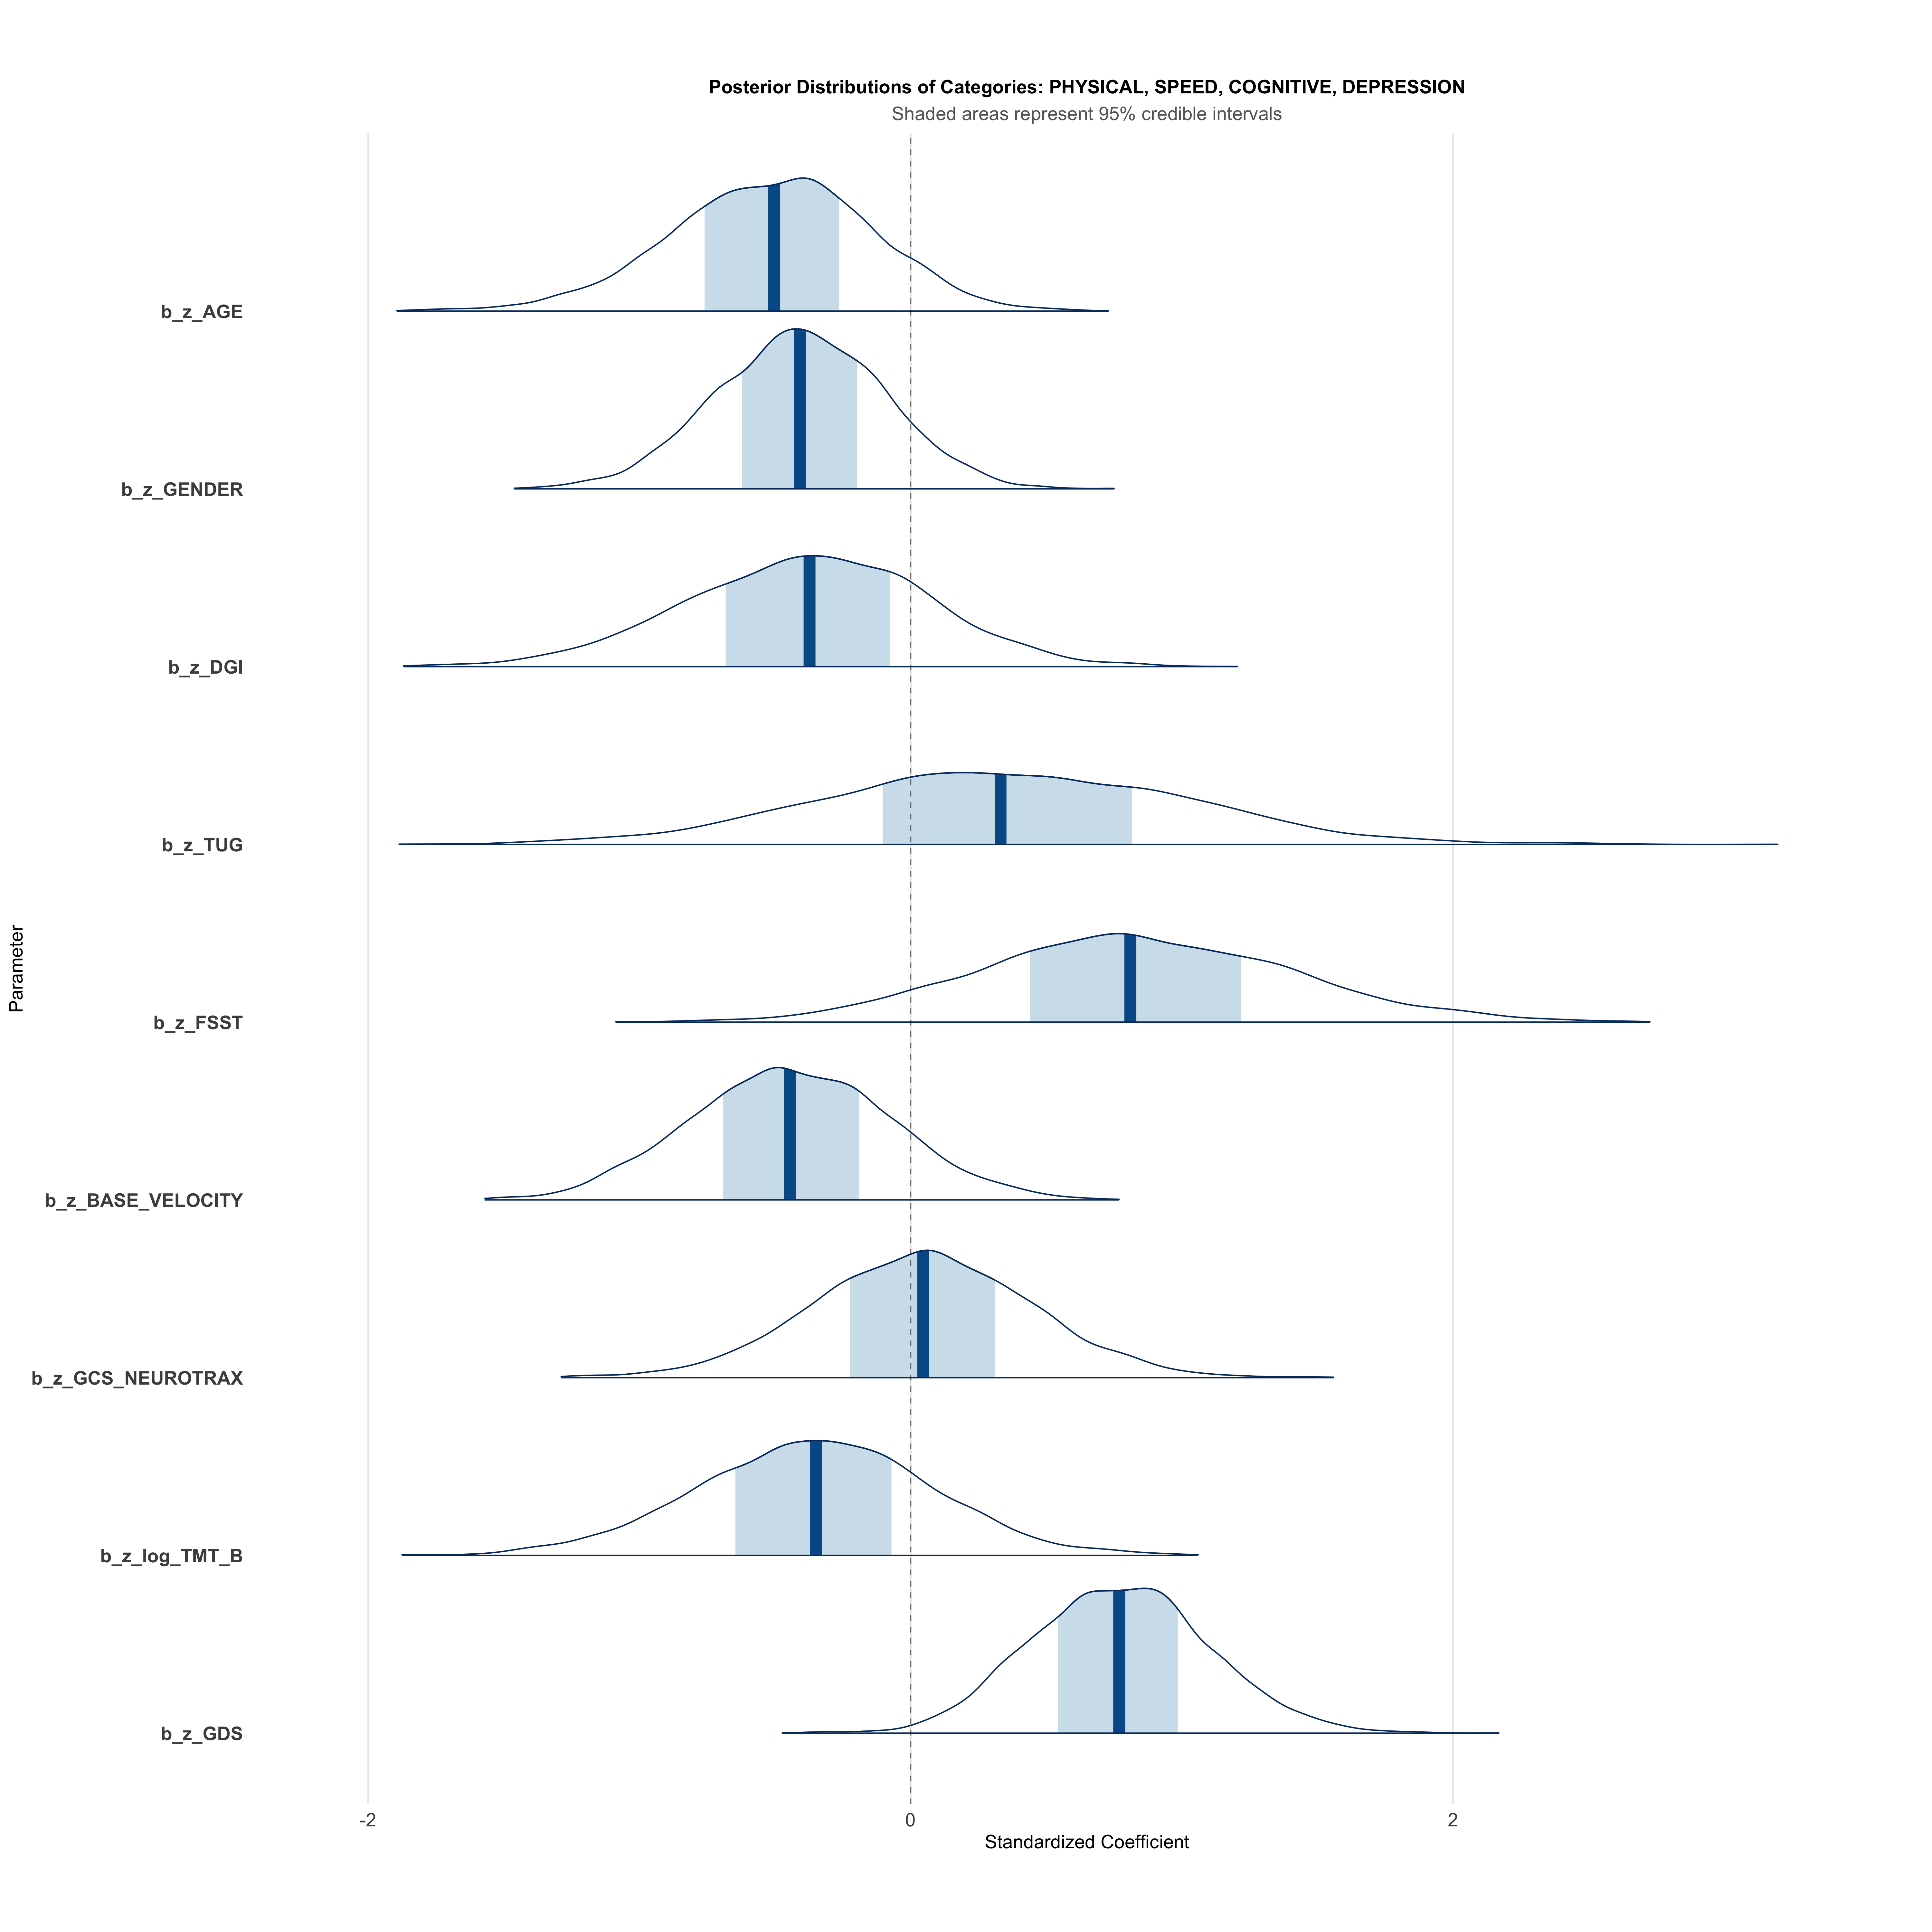 Posterior Distributions of Categories: PHYSICAL, SPEED, COGNITIVE, DEPRESSION
Shaded areas represent 95% credible intervals
b_z_AGE
b_z_GENDER
b_z_DGI
b_z_TUG
b_z_FSST
b_z_BASE_VELOCITY
b_z_GCS_NEUROTRAX
b_z_log_TMT_B
b_z_GDS
Parameter
-2 0 2
Standardized Coefficient